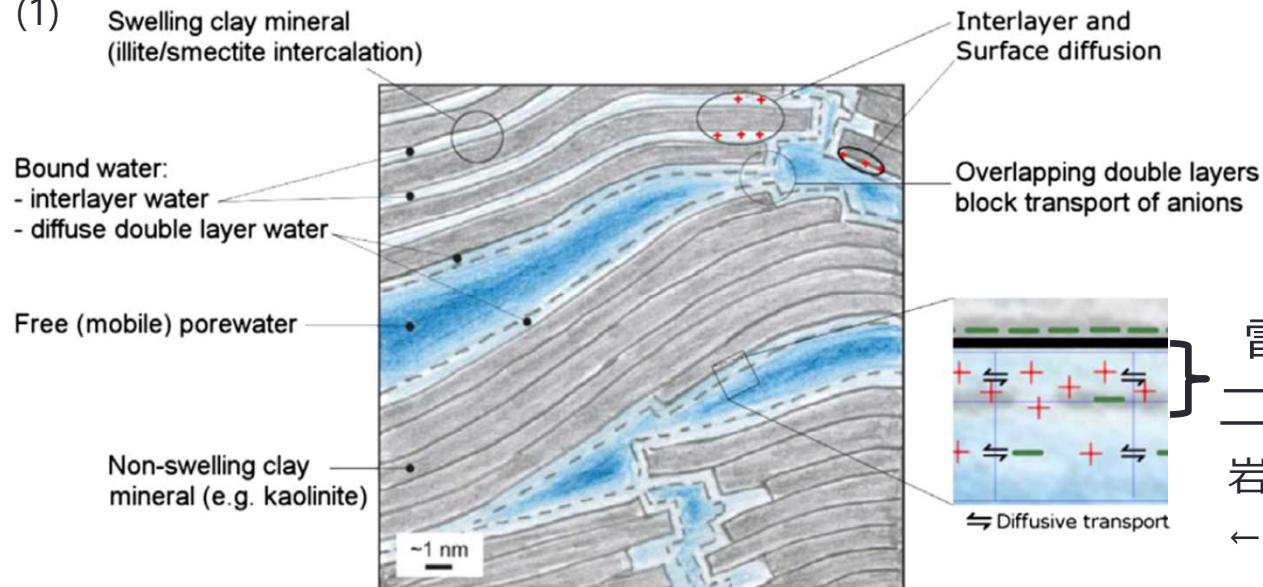 (1)
Swelling clay mineral
(illite/smectite intercalation)
Interlayer and
Surface diffusion
Bound water:
- interlayer water
- diffuse double layer water
Overlapping double layers
block transport of anions
Free (mobile) porewater
Non-swelling clay
mineral (e.g. kaolinite)
~1 nm
⇌ Diffusive transport
岩
←